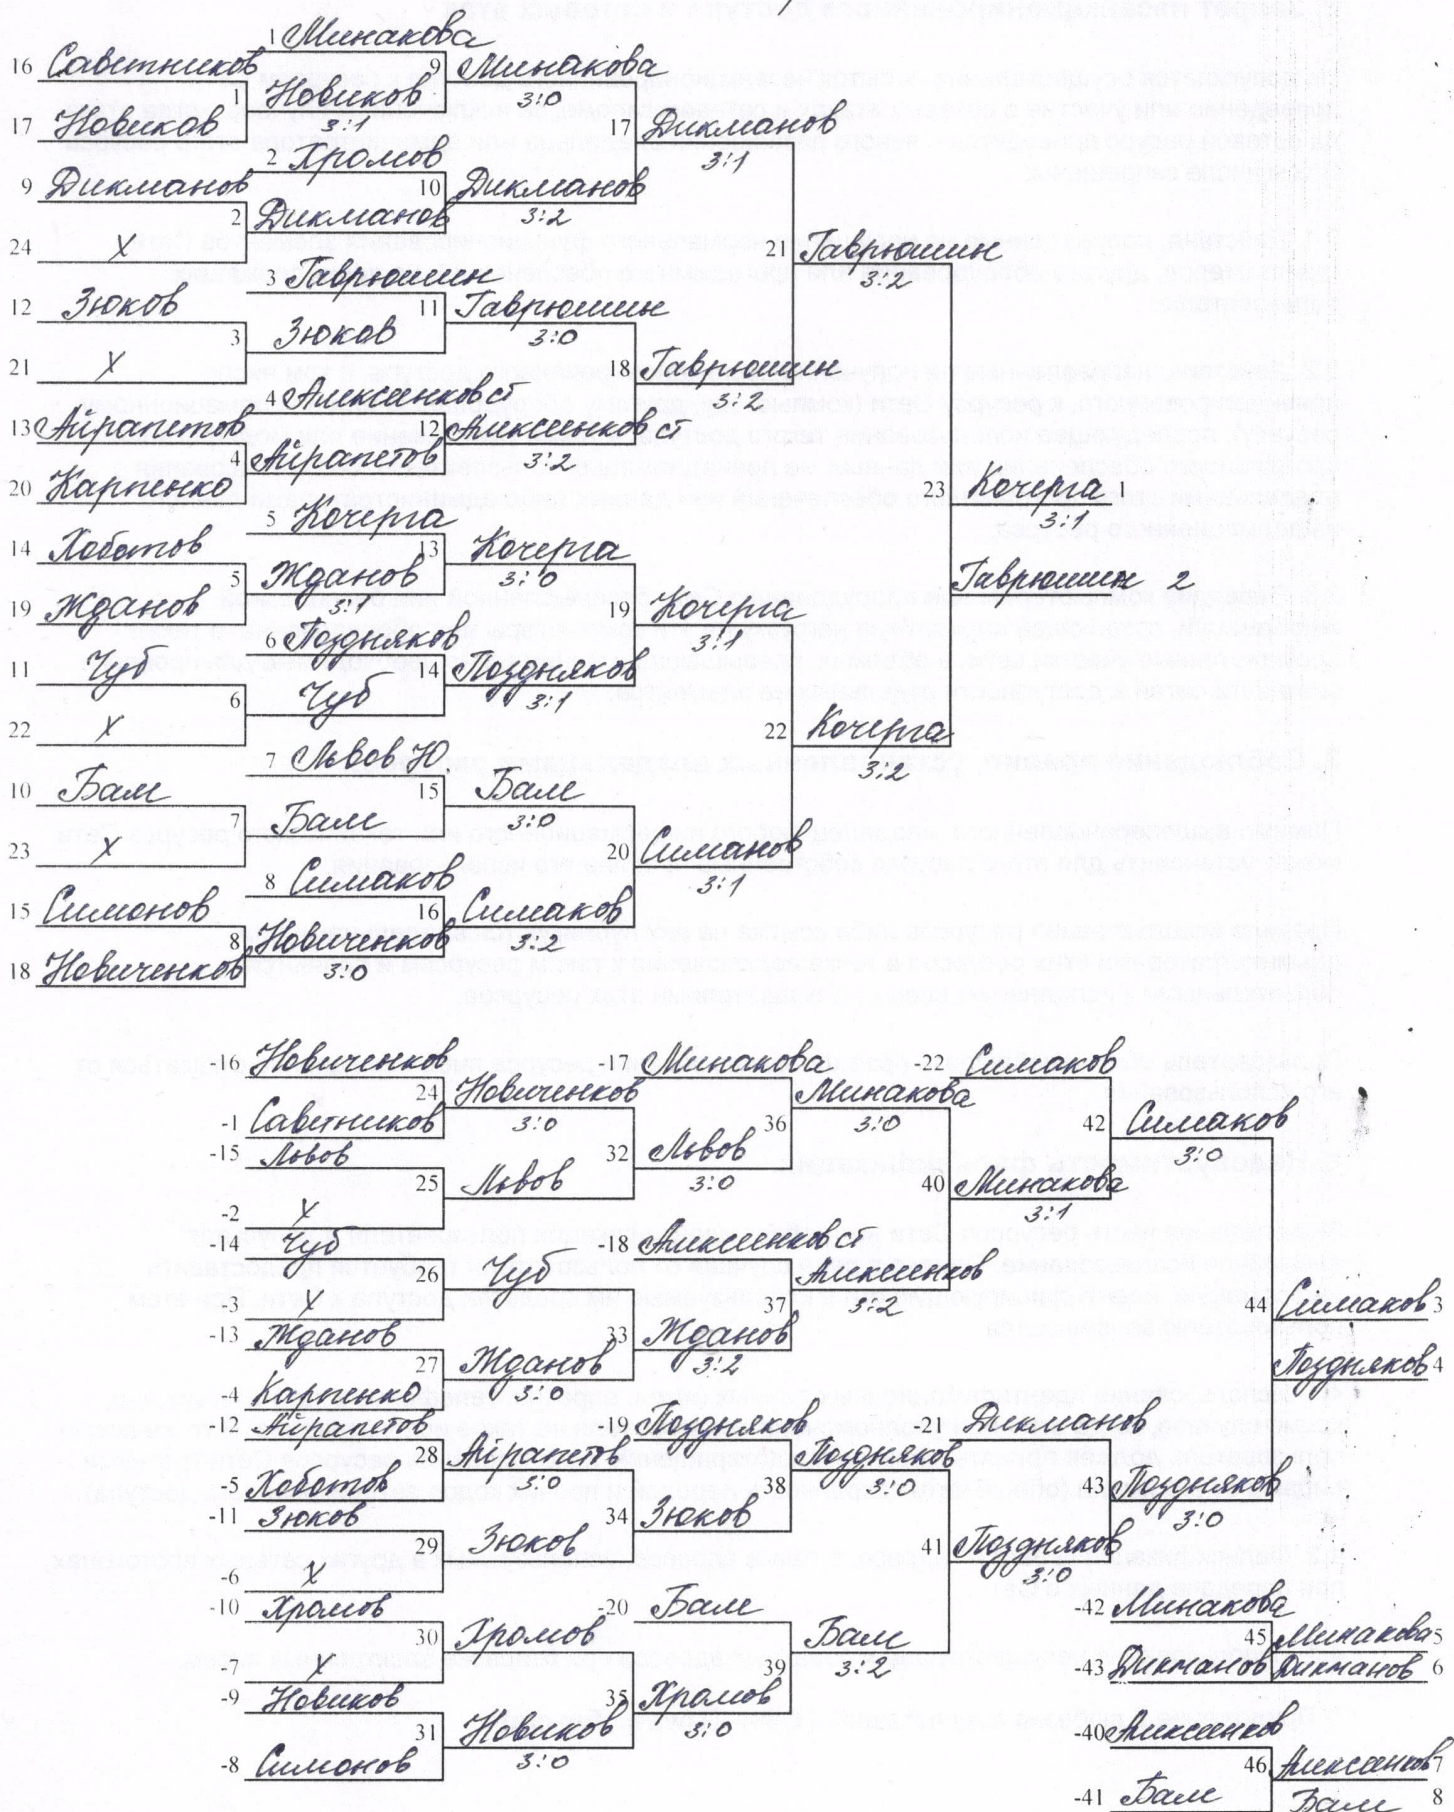 1 Минакова
16 Саветников
9 Минакова
3:0
1 Новиков
3:1
17 Новиков
17 Дикманов
3:1
2 Хромов
9 Дикманов
10 Дикманов
3:2
2 Дикманов
24 X
21 Гаврюшин
3:2
3 Гаврюшин
12 Зюков
11 Гаврюшин
3:0
3 Зюков
21 X
18 Гаврюшин
3:2
4 Алексеенков ст
13 Айрапетов
12 Алексеенков ст
3:2
4 Айрапетов
20 Карпенко
23 Кочерга 1
3:1
5 Кочерга
14 Хоботов
13 Кочерга
3:0
5 Жданов
3:1
Гаврюшин 2
19 Жданов
19 Кочерга
3:1
6 Поздняков
11 Чуб
14 Поздняков
3:1
6 Чуб
22 X
22 Кочерга
3:2
7 Львов Ю.
10 Бам
15 Бам
3:0
7 Бам
23 X
20 Симанов
3:1
8 Симаков
15 Симонов
16 Симаков
3:2
8 Новиченков
3:0
18 Новиченков
-16 Новиченков
-17 Минакова
-22 Симаков
24 Новиченков
3:0
36 Минакова
3:0
-1 Саветников
42 Симаков
3:0
-15 Львов
32 Львов
3:0
25 Львов
40 Минакова
3:1
-2 X
-14 Чуб
-18 Алексеенков ст
26 Чуб
37 Алексеенков
3:2
-3 X
44 Симаков 3
-13 Жданов
33 Жданов
3:2
27 Жданов
3:0
Поздняков 4
-4 Карпенко
-12 Айрапетов
-19 Поздняков
-21 Дикманов
28 Айрапетв
3:0
38 Поздняков
3:0
-5 Хоботов
43 Поздняков
3:0
-11 Зюков
34 Зюков
29 Зюков
41 Поздняков
3:0
-6 X
-10 Хромов
-20 Бам
-42 Минакова
30 Хромов
39 Бам
3:2
45 Минакова 5
-7 X
-43 Дикманов
Дикманов 6
-9 Новиков
35 Хромов
3:0
31 Новиков
3:0
-40 Алексеенков
-8 Симонов
46 Алексеенков 7
-41 Бам
Бам 8